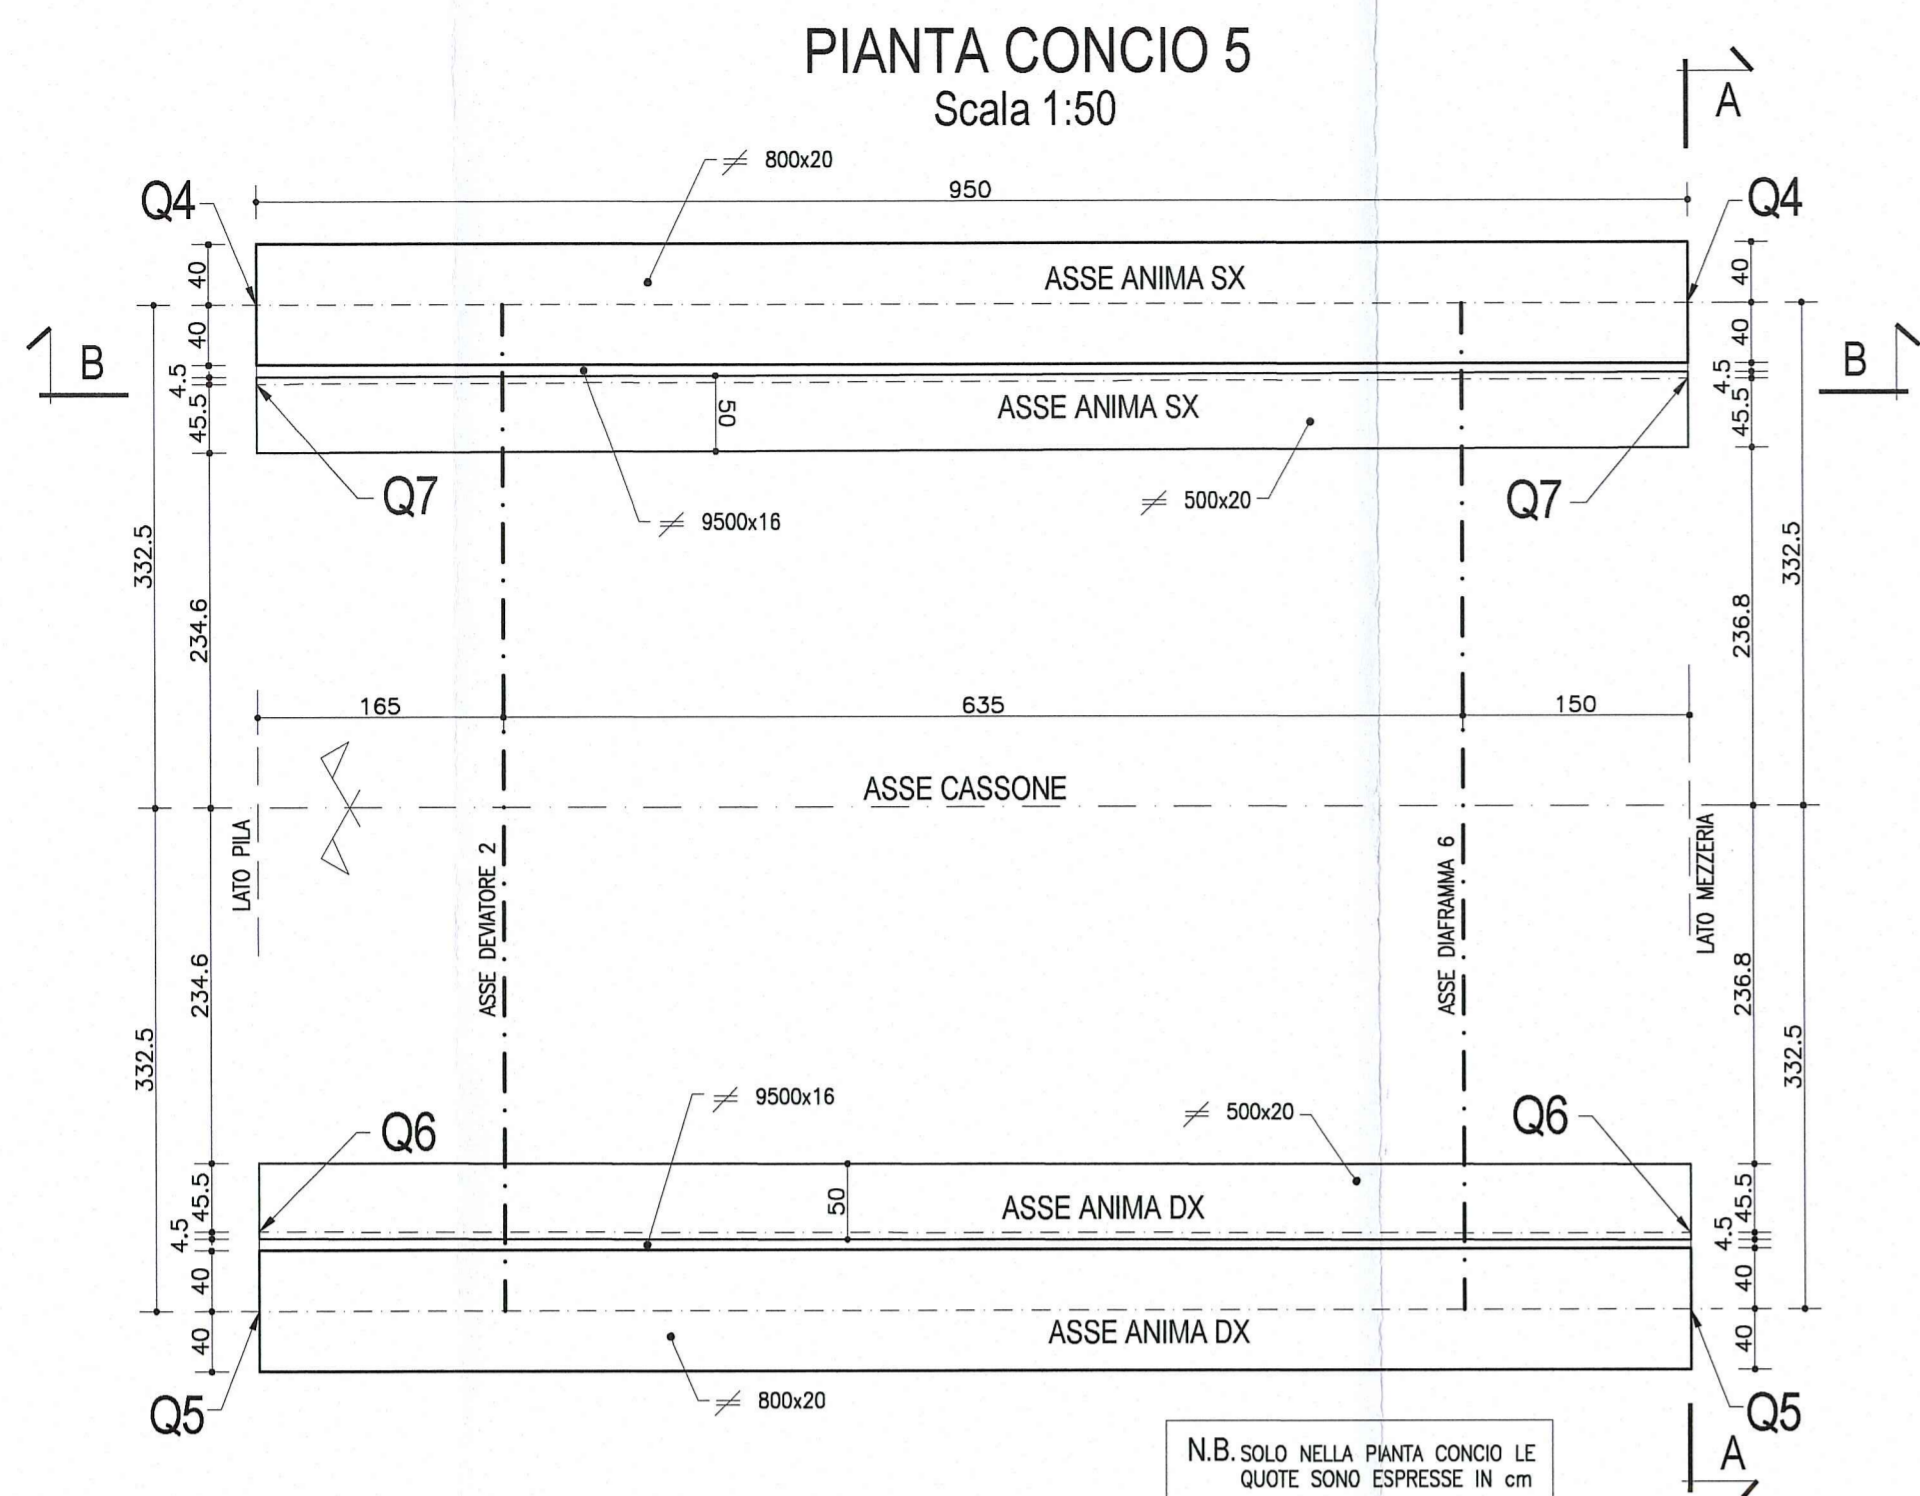 PIANTA CONCIO 5
Scala 1:50
A
800x20
950
Q4
Q4
40
ASSE ANIMA SX
40
40
40
B
B
4.5
4.5
45.5
50
ASSE ANIMA SX
45.5
Q7
9500x16
500x20
Q7
332.5
332.5
234.6
236.8
165
635
150
ASSE CASSONE
LATO PILA
ASSE DEVIATORE 2
ASSE DIAFRAMMA 6
LATO MEZZERIA
234.6
236.8
332.5
332.5
9500x16
500x20
Q6
Q6
45.5
50
ASSE ANIMA DX
45.5
4.5
4.5
40
40
40
ASSE ANIMA DX
40
800x20
Q5
Q5
N.B. SOLO NELLA PIANTA CONCIO LE
QUOTE SONO ESPRESSE IN cm
A